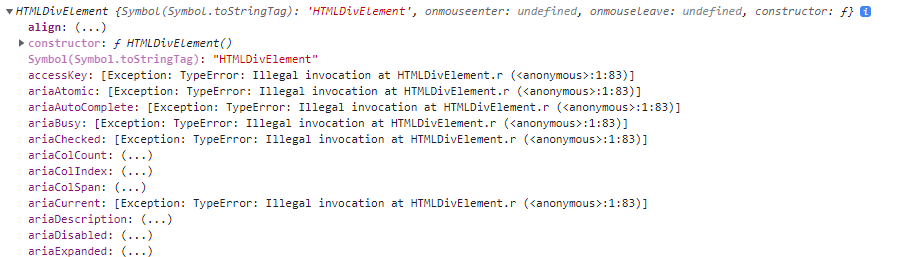 ▼HTMLDivElement {Symbol(Symbol.toStringTag): 'HTMLDivElement', onmouseenter: undefined, onmouseleave: undefined, constructor: ƒ} i
align: (...)
▶ constructor: ƒ HTMLDivElement()
Symbol(Symbol.toStringTag): "HTMLDivElement"
accessKey: [Exception: TypeError: Illegal invocation at HTMLDivElement.r (<anonymous>:1:83)]
ariaAtomic: [Exception: TypeError: Illegal invocation at HTMLDivElement.r (<anonymous>:1:83)]
ariaAutoComplete: [Exception: TypeError: Illegal invocation at HTMLDivElement.r (<anonymous>:1:83)]
ariaBusy: [Exception: TypeError: Illegal invocation at HTMLDivElement.r (<anonymous>:1:83)]
ariaChecked: [Exception: TypeError: Illegal invocation at HTMLDivElement.r (<anonymous>:1:83)]
ariaColCount: (...)
ariaColIndex: (...)
ariaColSpan: (...)
ariaCurrent: [Exception: TypeError: Illegal invocation at HTMLDivElement.r (<anonymous>:1:83)]
ariaDescription: (...)
ariaDisabled: (...)
ariaExpanded: (...)